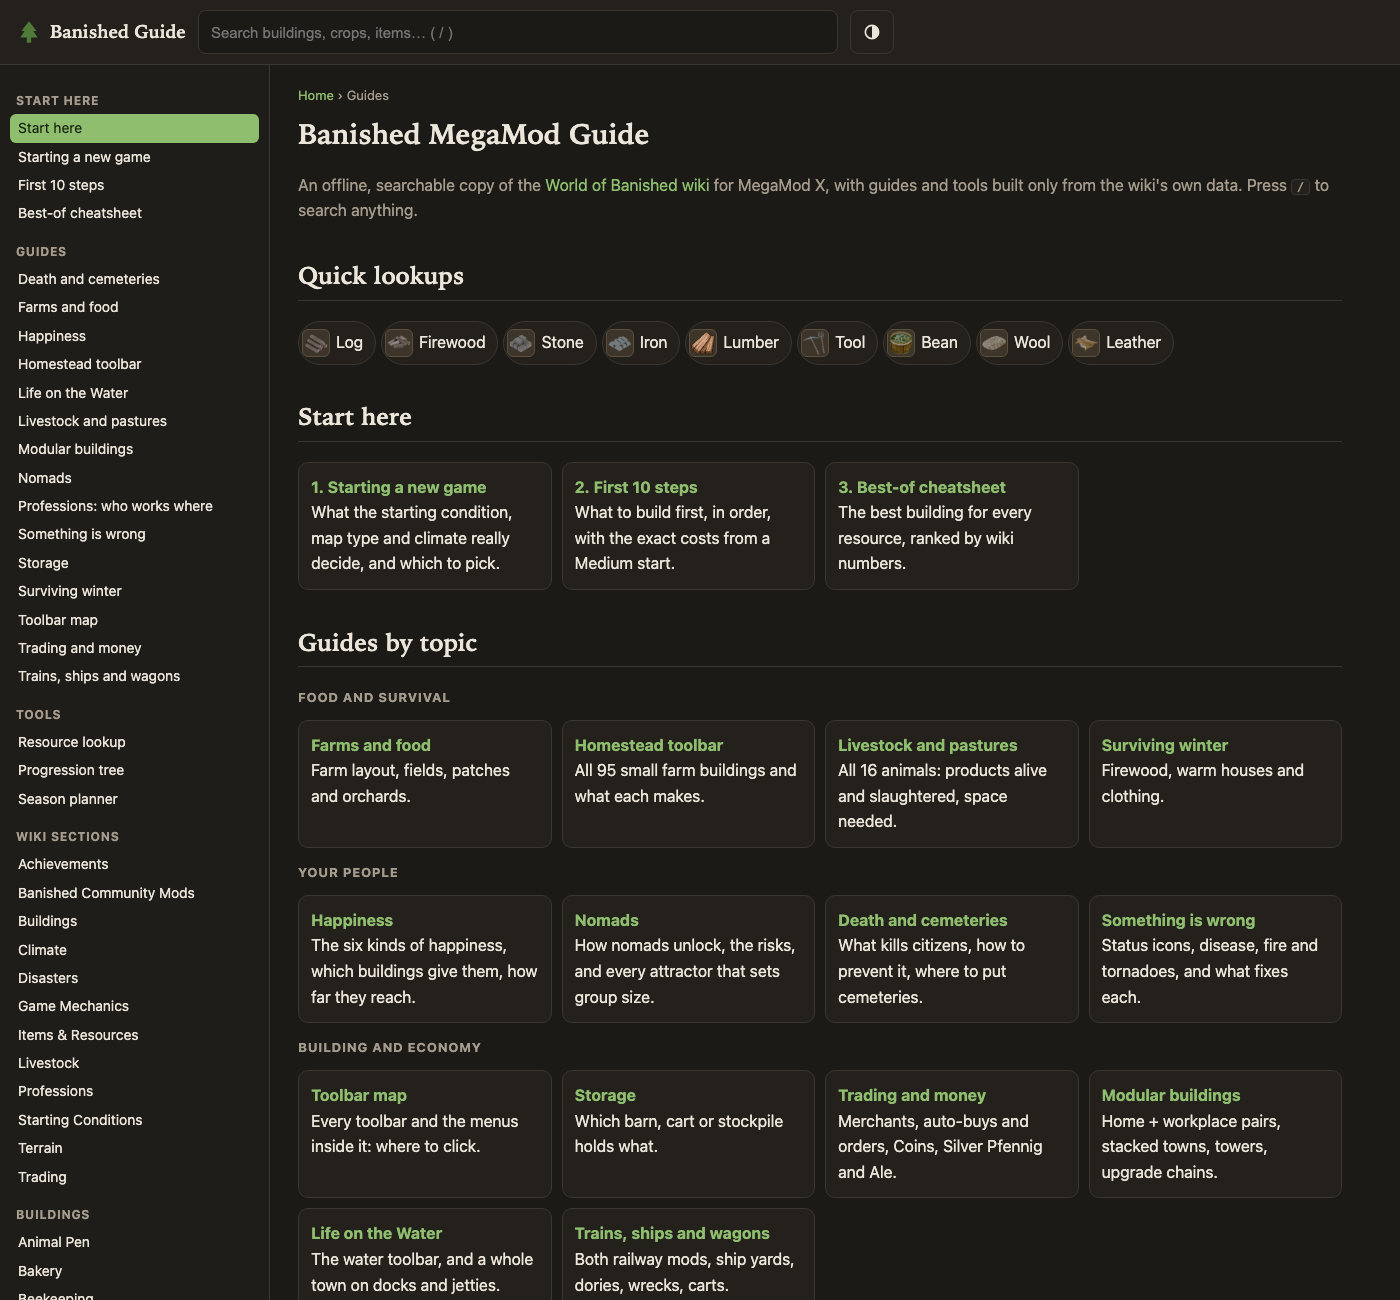 Banished Guide
Search buildings, crops, items… ( / )
START HERE
Start here
Starting a new game
First 10 steps
Best-of cheatsheet
GUIDES
Death and cemeteries
Farms and food
Happiness
Homestead toolbar
Life on the Water
Livestock and pastures
Modular buildings
Nomads
Professions: who works where
Something is wrong
Storage
Surviving winter
Toolbar map
Trading and money
Trains, ships and wagons
TOOLS
Resource lookup
Progression tree
Season planner
WIKI SECTIONS
Achievements
Banished Community Mods
Buildings
Climate
Disasters
Game Mechanics
Items & Resources
Livestock
Professions
Starting Conditions
Terrain
Trading
BUILDINGS
Animal Pen
Bakery
Beekeeping
Home › Guides
Banished MegaMod Guide
An offline, searchable copy of the World of Banished wiki for MegaMod X, with guides and tools built only from the wiki's own data. Press / to
search anything.
Quick lookups
Log Firewood Stone Iron Lumber Tool Bean Wool Leather
Start here
1. Starting a new game
What the starting condition,
map type and climate really
decide, and which to pick.
2. First 10 steps
What to build first, in order,
with the exact costs from a
Medium start.
3. Best-of cheatsheet
The best building for every
resource, ranked by wiki
numbers.
Guides by topic
FOOD AND SURVIVAL
Farms and food
Farm layout, fields, patches
and orchards.
Homestead toolbar
All 95 small farm buildings and
what each makes.
Livestock and pastures
All 16 animals: products alive
and slaughtered, space
needed.
Surviving winter
Firewood, warm houses and
clothing.
YOUR PEOPLE
Happiness
The six kinds of happiness,
which buildings give them, how
far they reach.
Nomads
How nomads unlock, the risks,
and every attractor that sets
group size.
Death and cemeteries
What kills citizens, how to
prevent it, where to put
cemeteries.
Something is wrong
Status icons, disease, fire and
tornadoes, and what fixes
each.
BUILDING AND ECONOMY
Toolbar map
Every toolbar and the menus
inside it: where to click.
Storage
Which barn, cart or stockpile
holds what.
Trading and money
Merchants, auto-buys and
orders, Coins, Silver Pfennig
and Ale.
Modular buildings
Home + workplace pairs,
stacked towns, towers,
upgrade chains.
Life on the Water
The water toolbar, and a whole
town on docks and jetties.
Trains, ships and wagons
Both railway mods, ship yards,
dories, wrecks, carts.